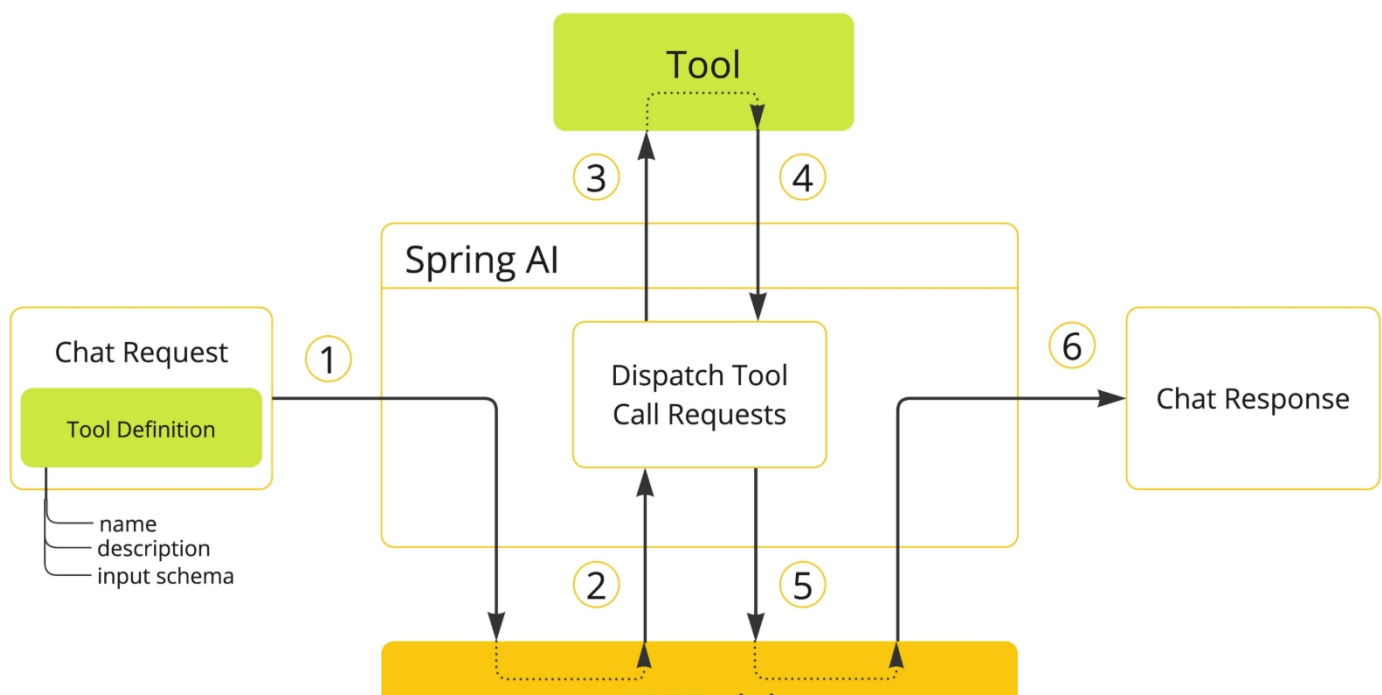 Tool
3
4
Spring AI
Chat Request
1
6
Dispatch Tool
Call Requests
Chat Response
Tool Definition
name
description
input schema
2
5